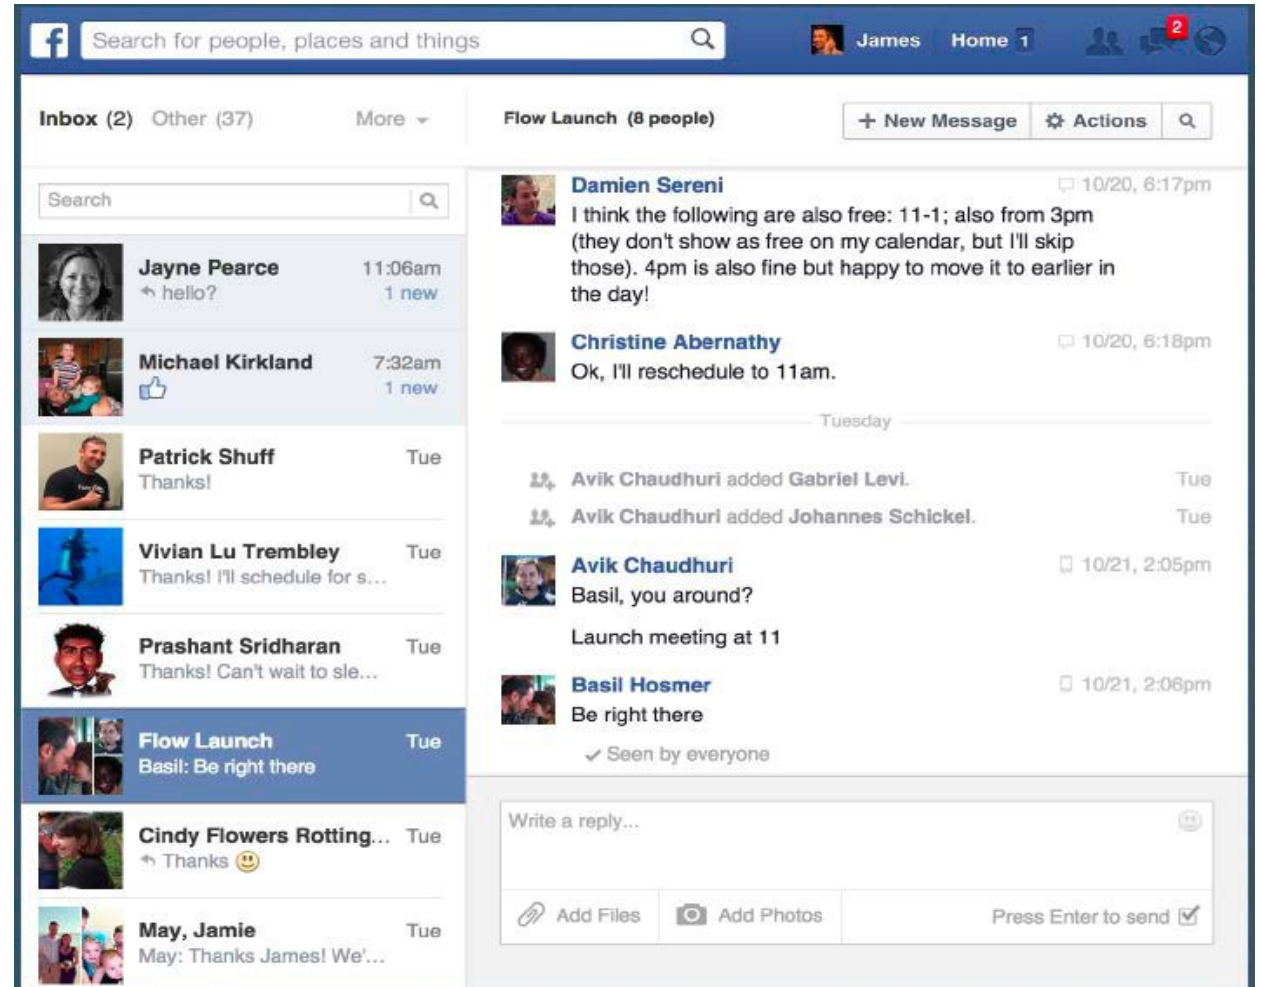 f
Search for people, places and things
James
Home 1
2
Inbox (2)
Other (37)
More
Search
Jayne Pearce
11:06am
hello?
1 new
Michael Kirkland
7:32am
1 new
Patrick Shuff
Tue
Thanks!
Vivian Lu Trembley
Tue
Thanks! I'll schedule for s...
Prashant Sridharan
Tue
Thanks! Can't wait to sle...
Flow Launch
Tue
Basil: Be right there
Cindy Flowers Rotting...
Tue
Thanks
May, Jamie
Tue
May: Thanks James! We'...
Flow Launch (8 people)
+ New Message
Actions
Damien Sereni
10/20, 6:17pm
I think the following are also free: 11-1; also from 3pm
(they don't show as free on my calendar, but I'll skip
those). 4pm is also fine but happy to move it to earlier in
the day!
Christine Abernathy
10/20, 6:18pm
Ok, I'll reschedule to 11am.
Tuesday
Avik Chaudhuri added Gabriel Levi.
Tue
Avik Chaudhuri added Johannes Schickel.
Tue
Avik Chaudhuri
10/21, 2:05pm
Basil, you around?
Launch meeting at 11
Basil Hosmer
10/21, 2:06pm
Be right there
Seen by everyone
Write a reply...
Add Files
Add Photos
Press Enter to send